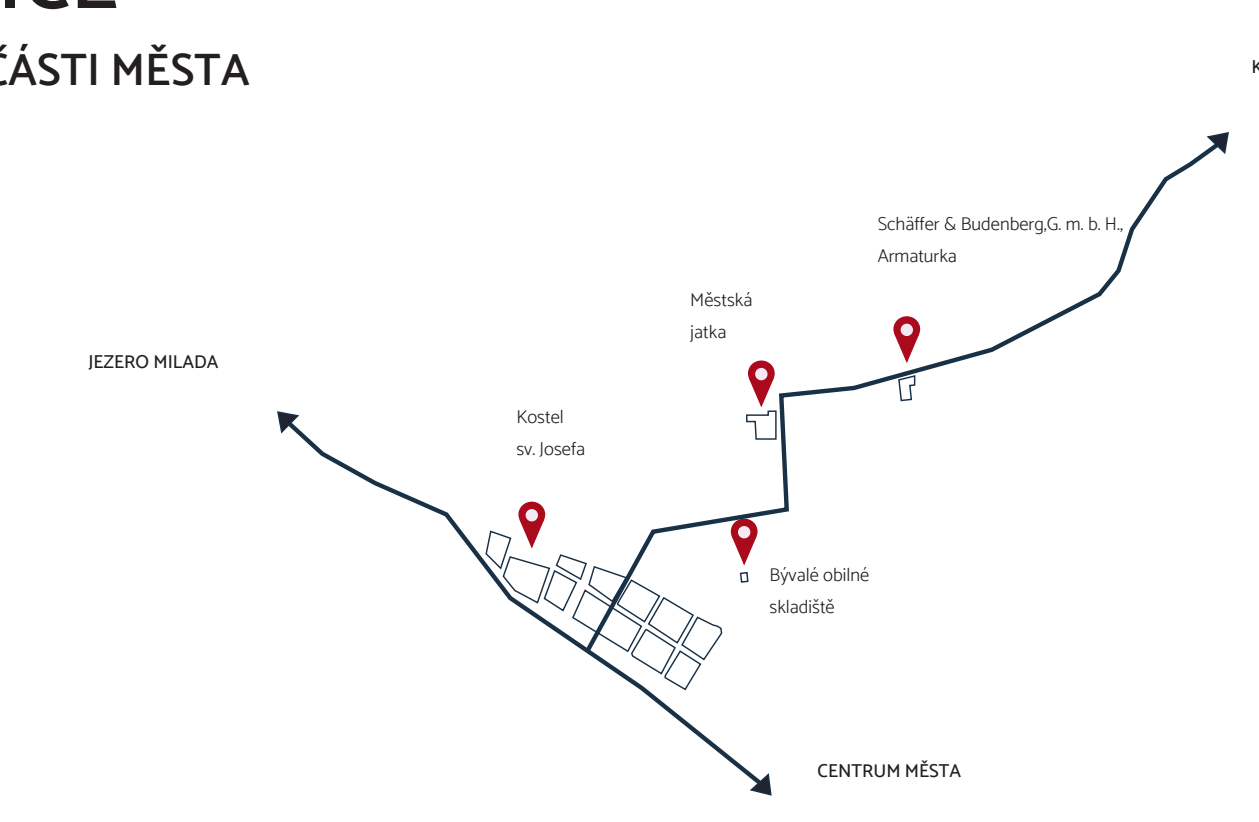 ČÁSTI MĚSTA
Schäffer & Budenberg,G. m. b. H.,
Armaturka
Městská
jatka
JEZERO MILADA
Kostel
sv. Josefa
Bývalé obilné
skladiště
CENTRUM MĚSTA